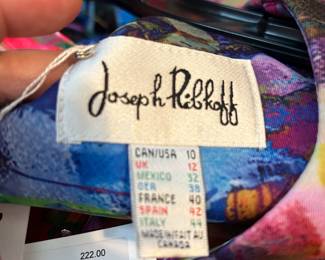 Joseph Ribkoff
CAN/USA 10
UK 12
MEXICO 32
GER 38
FRANCE 40
SPAIN 42
ITALY 44
MADE IN/FAIT AU
CANADA
222.00